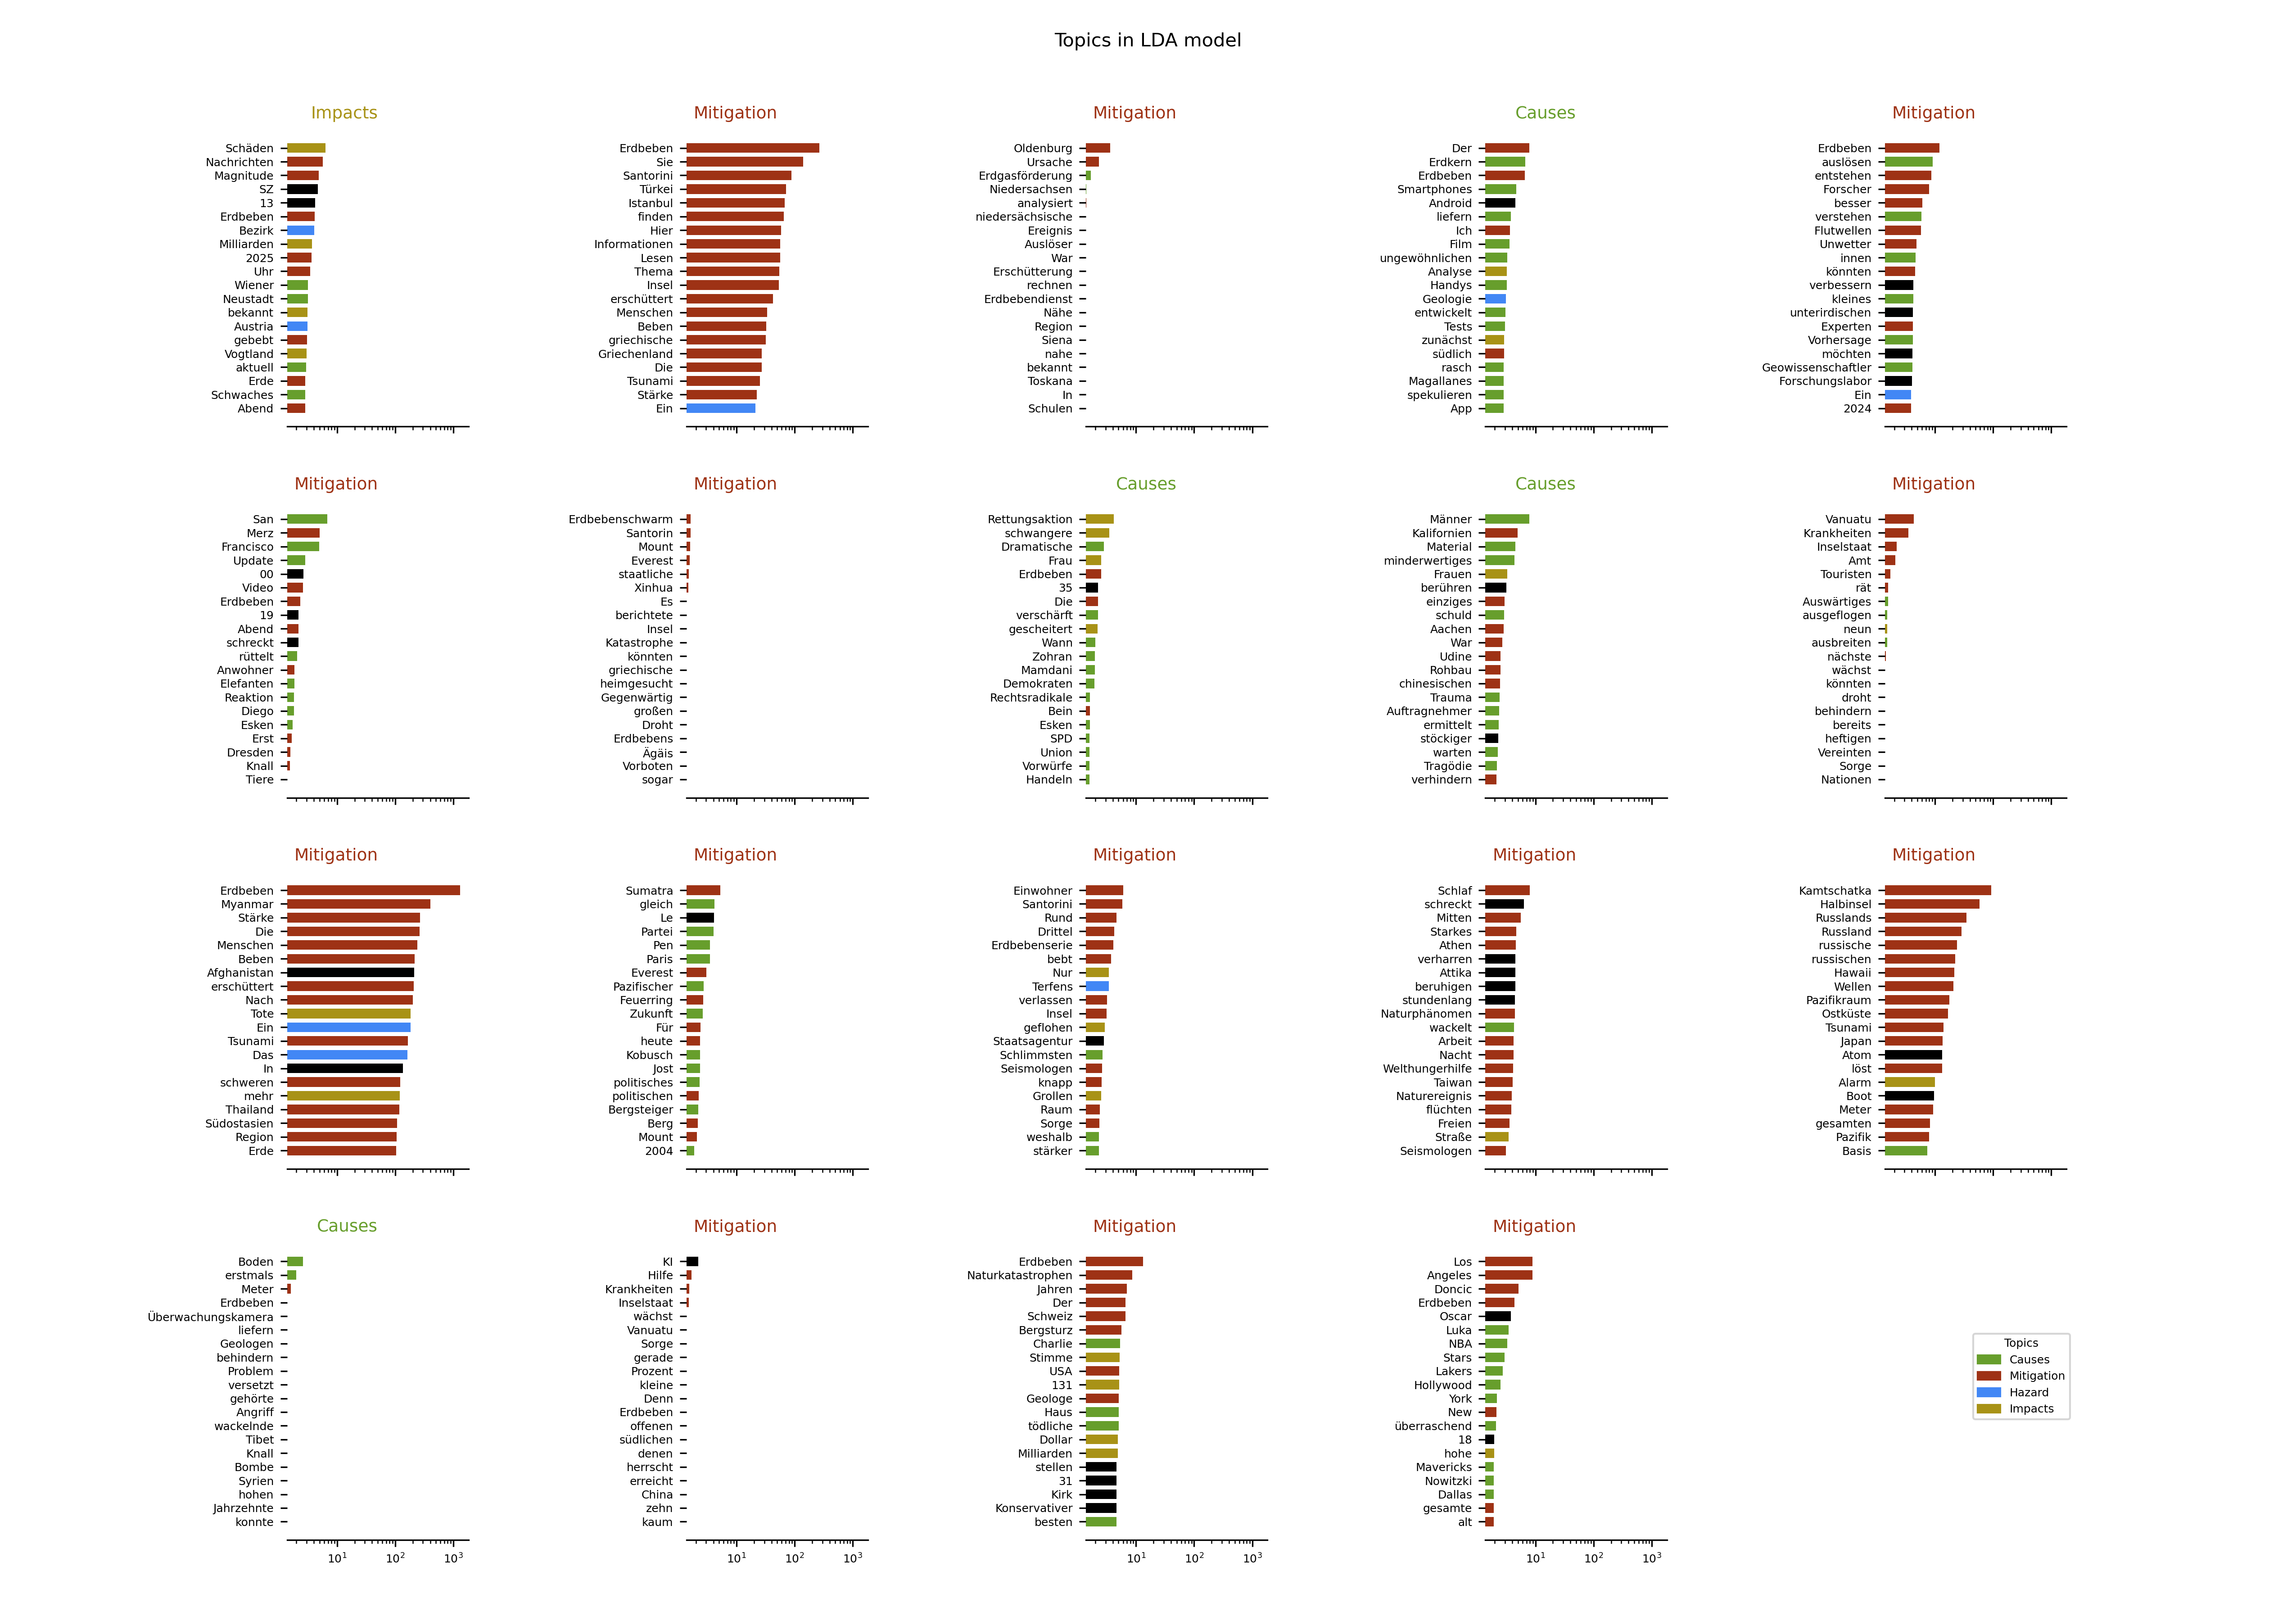 Topics in LDA model
Impacts
Schäden
Nachrichten
Magnitude
SZ
13
Erdbeben
Bezirk
Milliarden
2025
Uhr
Wiener
Neustadt
bekannt
Austria
gebebt
Vogtland
aktuell
Erde
Schwaches
Abend
Mitigation
Erdbeben
Sie
Santorini
Türkei
Istanbul
finden
Hier
Informationen
Lesen
Thema
Insel
erschüttert
Menschen
Beben
griechische
Griechenland
Die
Tsunami
Stärke
Ein
Mitigation
Oldenburg
Ursache
Erdgasförderung
Niedersachsen
analysiert
niedersächsische
Ereignis
Auslöser
War
Erschütterung
rechnen
Erdbebendienst
Nähe
Region
Siena
nahe
bekannt
Toskana
In
Schulen
Causes
Der
Erdkern
Erdbeben
Smartphones
Android
liefern
Ich
Film
ungewöhnlichen
Analyse
Handys
Geologie
entwickelt
Tests
zunächst
südlich
rasch
Magallanes
spekulieren
App
Mitigation
Erdbeben
auslösen
entstehen
Forscher
besser
verstehen
Flutwellen
Unwetter
innen
könnten
verbessern
kleines
unterirdischen
Experten
Vorhersage
möchten
Geowissenschaftler
Forschungslabor
Ein
2024
Mitigation
San
Merz
Francisco
Update
00
Video
Erdbeben
19
Abend
schreckt
rüttelt
Anwohner
Elefanten
Reaktion
Diego
Esken
Erst
Dresden
Knall
Tiere
Mitigation
Erdbebenschwarm
Santorin
Mount
Everest
staatliche
Xinhua
Es
berichtete
Insel
Katastrophe
könnten
griechische
heimgesucht
Gegenwärtig
großen
Droht
Erdbebens
Ägäis
Vorboten
sogar
Causes
Rettungsaktion
schwangere
Dramatische
Frau
Erdbeben
35
Die
verschärft
gescheitert
Wann
Zohran
Mamdani
Demokraten
Rechtsradikale
Bein
Esken
SPD
Union
Vorwürfe
Handeln
Causes
Männer
Kalifornien
Material
minderwertiges
Frauen
berühren
einziges
schuld
Aachen
War
Udine
Rohbau
chinesischen
Trauma
Auftragnehmer
ermittelt
stöckiger
warten
Tragödie
verhindern
Mitigation
Vanuatu
Krankheiten
Inselstaat
Amt
Touristen
rät
Auswärtiges
ausgeflogen
neun
ausbreiten
nächste
wächst
könnten
droht
behindern
bereits
heftigen
Vereinten
Sorge
Nationen
Mitigation
Erdbeben
Myanmar
Stärke
Die
Menschen
Beben
Afghanistan
erschüttert
Nach
Tote
Ein
Tsunami
Das
In
schweren
mehr
Thailand
Südostasien
Region
Erde
Mitigation
Sumatra
gleich
Le
Partei
Pen
Paris
Everest
Pazifischer
Feuerring
Zukunft
Für
heute
Kobusch
Jost
politisches
politischen
Bergsteiger
Berg
Mount
2004
Mitigation
Einwohner
Santorini
Rund
Drittel
Erdbebenserie
bebt
Nur
Terfens
verlassen
Insel
geflohen
Staatsagentur
Schlimmsten
Seismologen
knapp
Grollen
Raum
Sorge
weshalb
stärker
Mitigation
Schlaf
schreckt
Mitten
Starkes
Athen
verharren
Attika
beruhigen
stundenlang
Naturphänomen
wackelt
Arbeit
Nacht
Welthungerhilfe
Taiwan
Naturereignis
flüchten
Freien
Straße
Seismologen
Mitigation
Kamtschatka
Halbinsel
Russlands
Russland
russische
russischen
Hawaii
Wellen
Pazifikraum
Ostküste
Tsunami
Japan
Atom
löst
Alarm
Boot
Meter
gesamten
Pazifik
Basis
Causes
Boden
erstmals
Meter
Erdbeben
Überwachungskamera
liefern
Geologen
behindern
Problem
versetzt
gehörte
Angriff
wackelnde
Tibet
Knall
Bombe
Syrien
hohen
Jahrzehnte
konnte
10¹ 10² 10³
Mitigation
KI
Hilfe
Krankheiten
Inselstaat
wächst
Vanuatu
Sorge
gerade
Prozent
kleine
Denn
Erdbeben
offenen
südlichen
denen
herrscht
erreicht
China
zehn
kaum
10¹ 10² 10³
Mitigation
Erdbeben
Naturkatastrophen
Jahren
Der
Schweiz
Bergsturz
Charlie
Stimme
USA
131
Geologe
Haus
tödliche
Dollar
Milliarden
stellen
31
Kirk
Konservativer
besten
10¹ 10² 10³
Mitigation
Los
Angeles
Doncic
Erdbeben
Oscar
Luka
NBA
Stars
Lakers
Hollywood
York
New
überraschend
18
hohe
Mavericks
Nowitzki
Dallas
gesamte
alt
10¹ 10² 10³
Topics
Causes
Mitigation
Hazard
Impacts